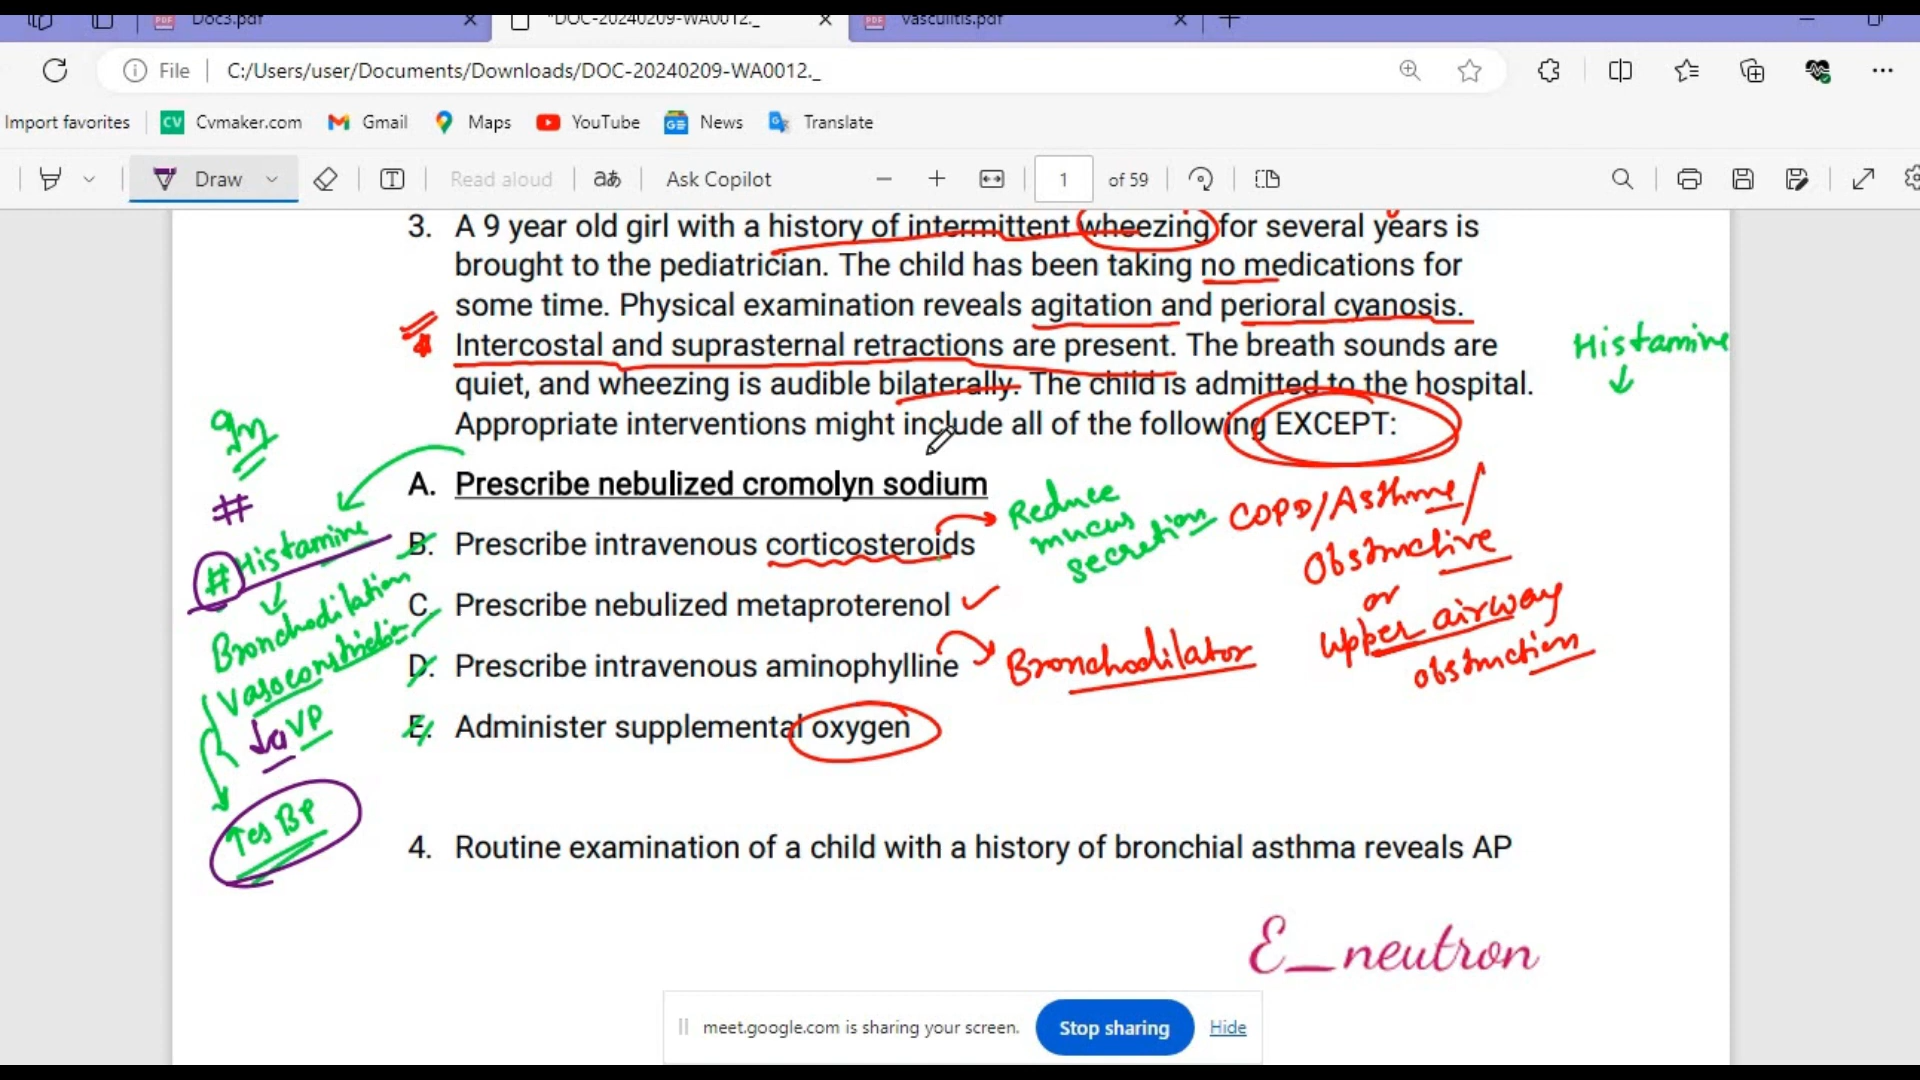 Doc3.pdf
*DOC-20240209-WA0012._
vasculitis.pdf
File
C:/Users/user/Documents/Downloads/DOC-20240209-WA0012._
Import favorites
CV Cvmaker.com
Gmail
Maps
YouTube
News
Translate
Draw
Read aloud
aあ
Ask Copilot
1 of 59
3. A 9 year old girl with a history of intermittent wheezing for several years is
brought to the pediatrician. The child has been taking no medications for
some time. Physical examination reveals agitation and perioral cyanosis.
Intercostal and suprasternal retractions are present. The breath sounds are
quiet, and wheezing is audible bilaterally. The child is admitted to the hospital.
Appropriate interventions might include all of the following EXCEPT:
Histamine
↓
#
A. Prescribe nebulized cromolyn sodium
B. Prescribe intravenous corticosteroids
C. Prescribe nebulized metaproterenol
D. Prescribe intravenous aminophylline
E. Administer supplemental oxygen
Reduce
mucus
secretion
COPD/Asthma/
Obstructive
or
upper airway
obstruction
Bronchodilator
# Histamine
↓
Bronchodilation
Vasoconstriction
VP
↑es BP
4. Routine examination of a child with a history of bronchial asthma reveals AP
E_neutron
meet.google.com is sharing your screen.
Stop sharing
Hide